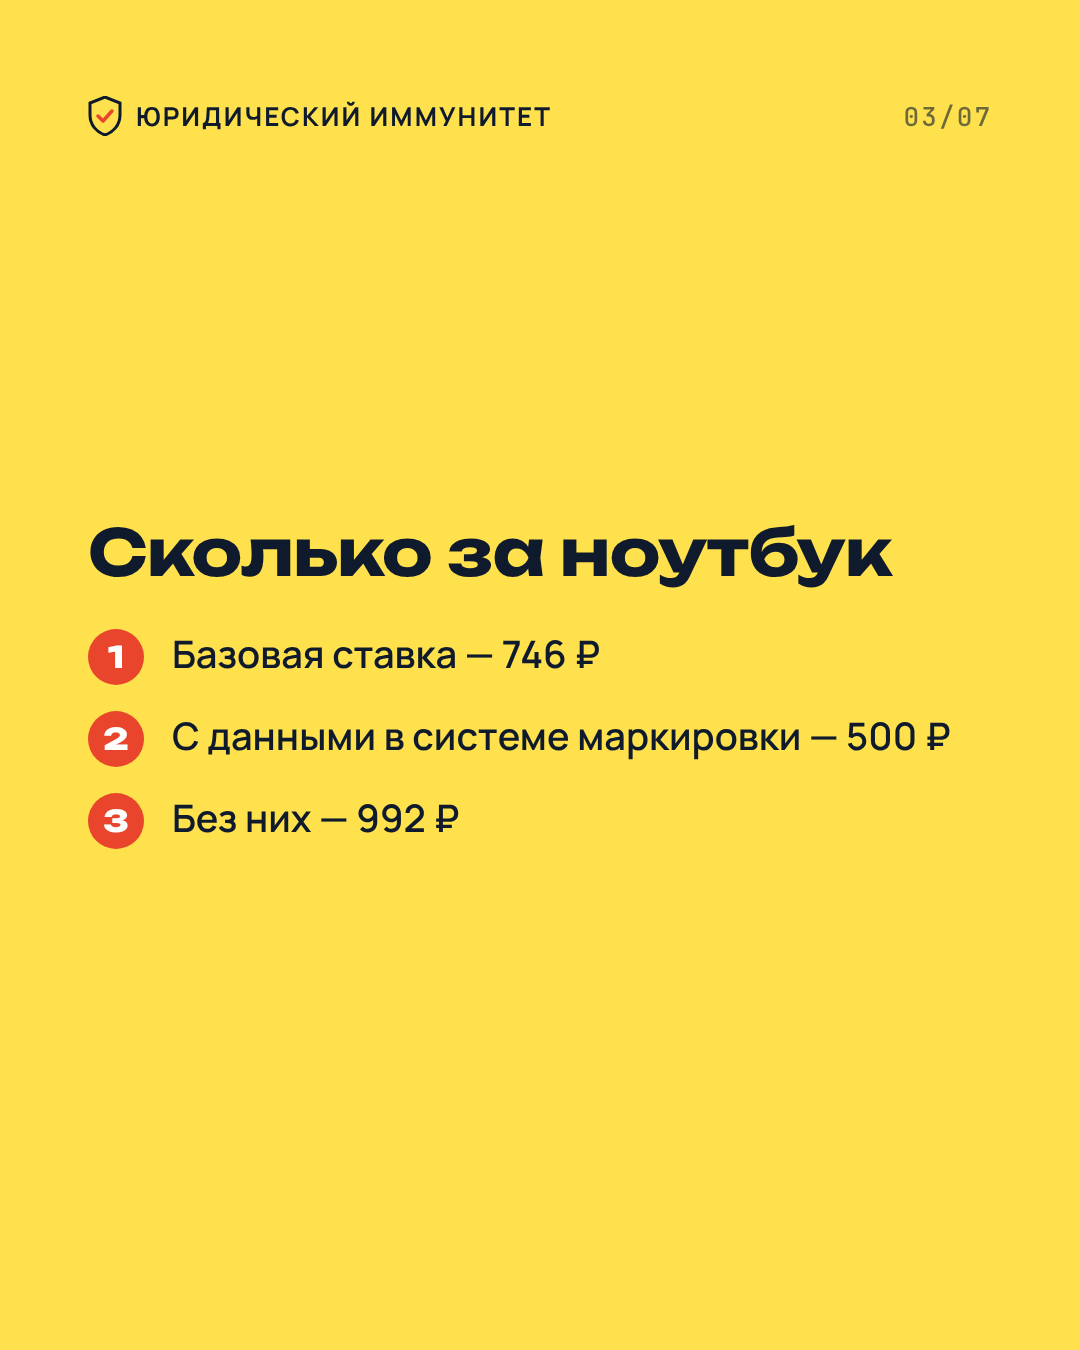 ЮРИДИЧЕСКИЙ ИММУНИТЕТ
03/07
Сколько за ноутбук
1 Базовая ставка — 746 ₽
2 С данными в системе маркировки — 500 ₽
3 Без них — 992 ₽